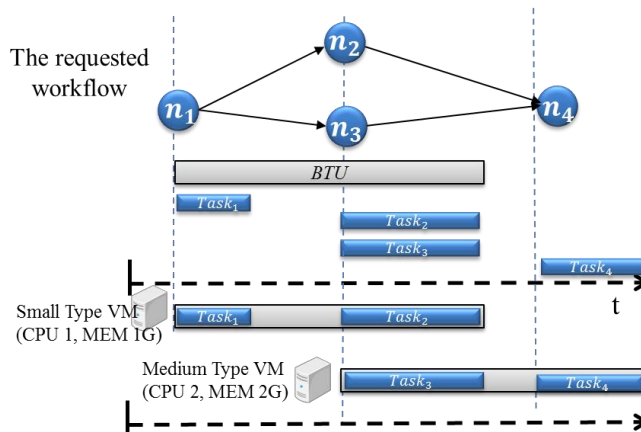 The requested
workflow
n2
n1
n3
n4
BTU
Task1
Task2
Task3
Task4
t
Small Type VM
(CPU 1, MEM 1G)
Task1
Task2
Medium Type VM
(CPU 2, MEM 2G)
Task3
Task4